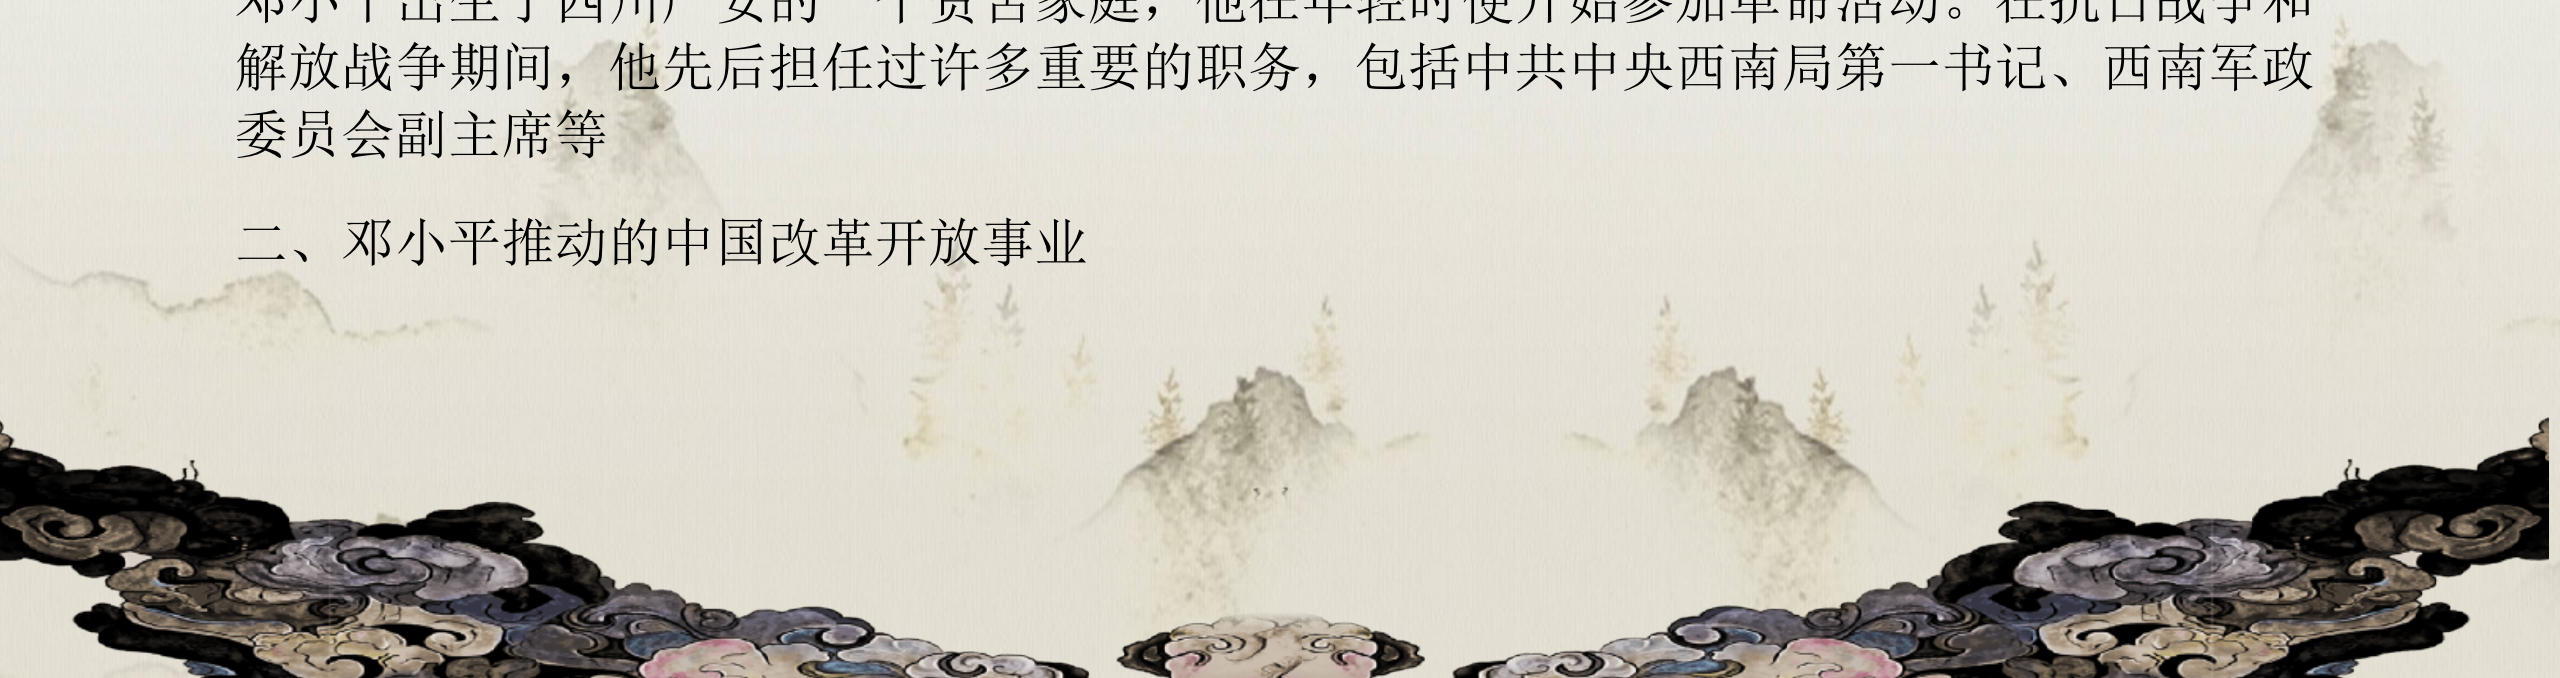 邓小平出生于四川广安的一个贫苦家庭，他在年轻时便开始参加革命活动。在抗日战争和
解放战争期间，他先后担任过许多重要的职务，包括中共中央西南局第一书记、西南军政
委员会副主席等
二、邓小平推动的中国改革开放事业